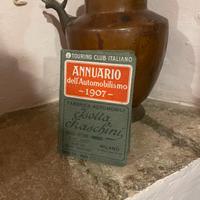 TOURING CLUB ITALIANO
ANNUARIO
dell'Automobilismo
1907
FABBRICA AUTOMOBILI
Isotta
Fraschini
MILANO